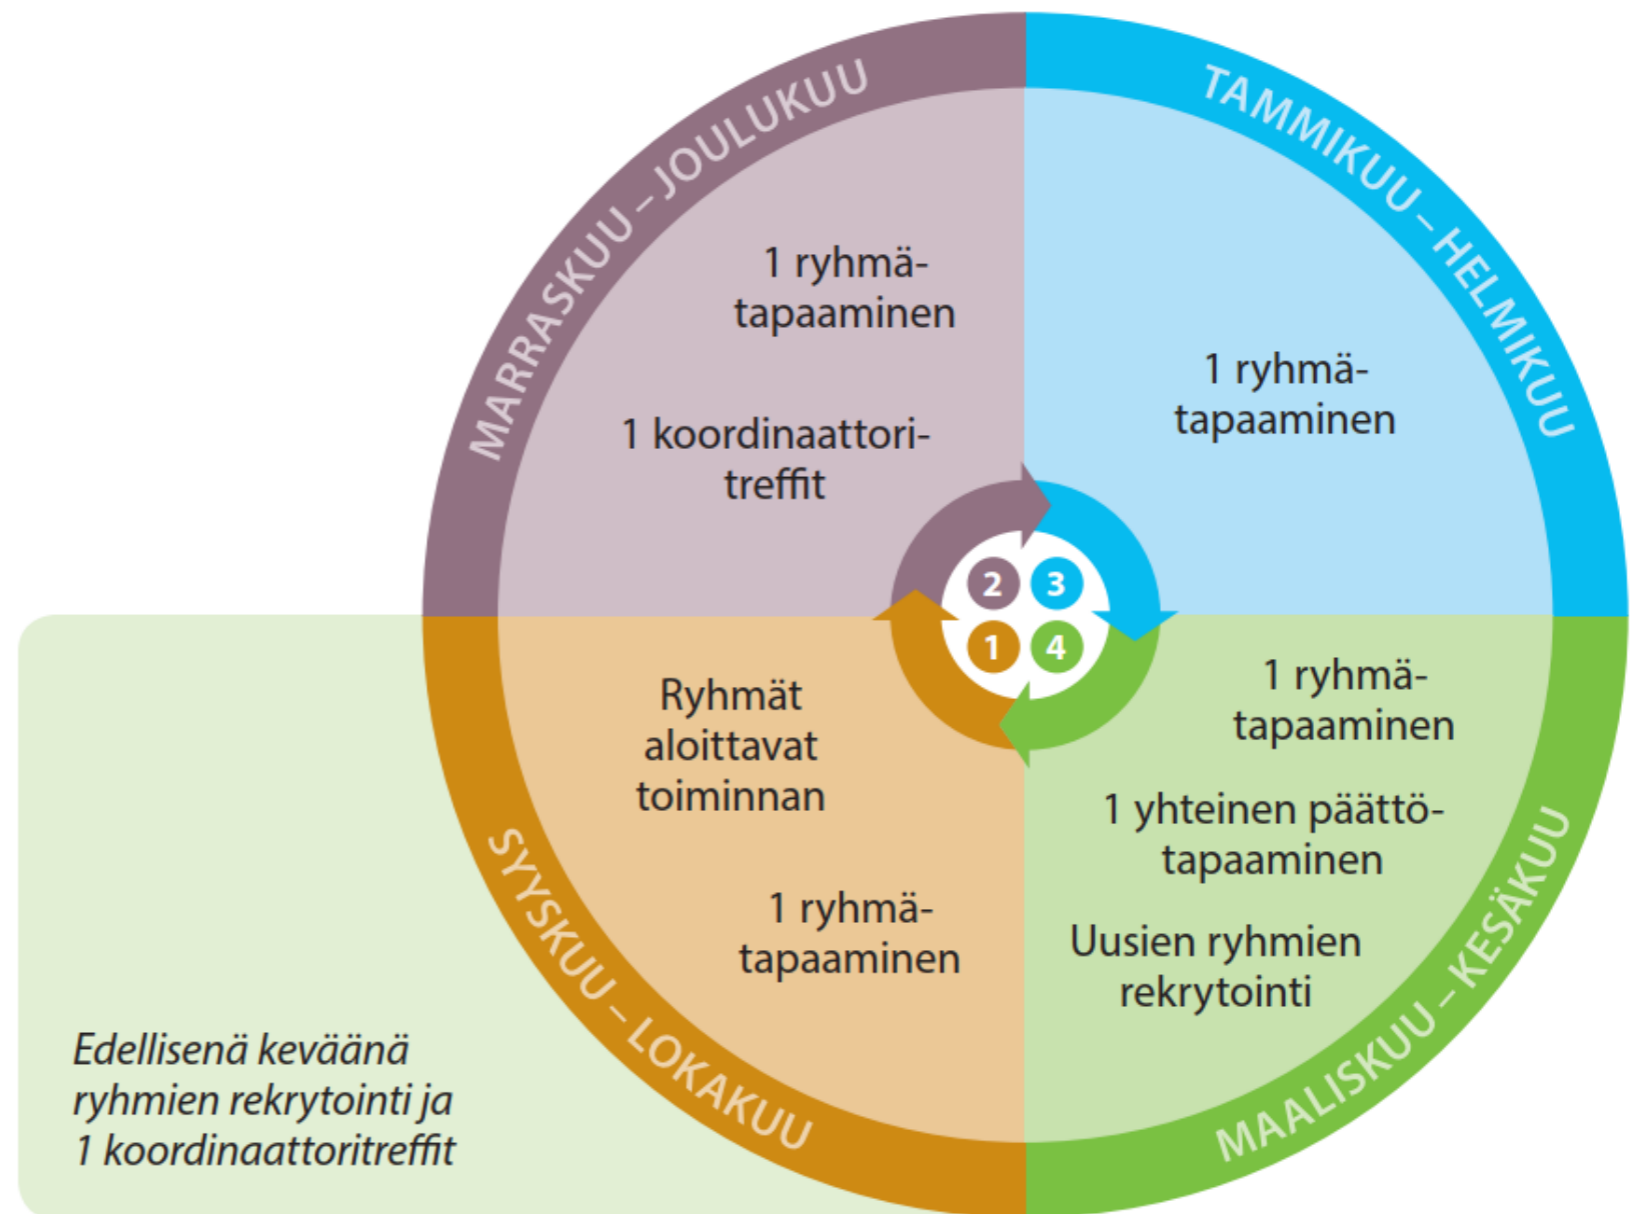 MARRASKUU – JOULUKUU
1 ryhmä-
tapaaminen
1 koordinaattori-
treffit
TAMMIKUU – HELMIKUU
1 ryhmä-
tapaaminen
2
3
1
4
SYYSKUU – LOKAKUU
Ryhmät
aloittavat
toiminnan
1 ryhmä-
tapaaminen
MAALISKUU – KESÄKUU
1 ryhmä-
tapaaminen
1 yhteinen päättö-
tapaaminen
Uusien ryhmien
rekrytointi
Edellisenä keväänä
ryhmien rekrytointi ja
1 koordinaattoritreffit